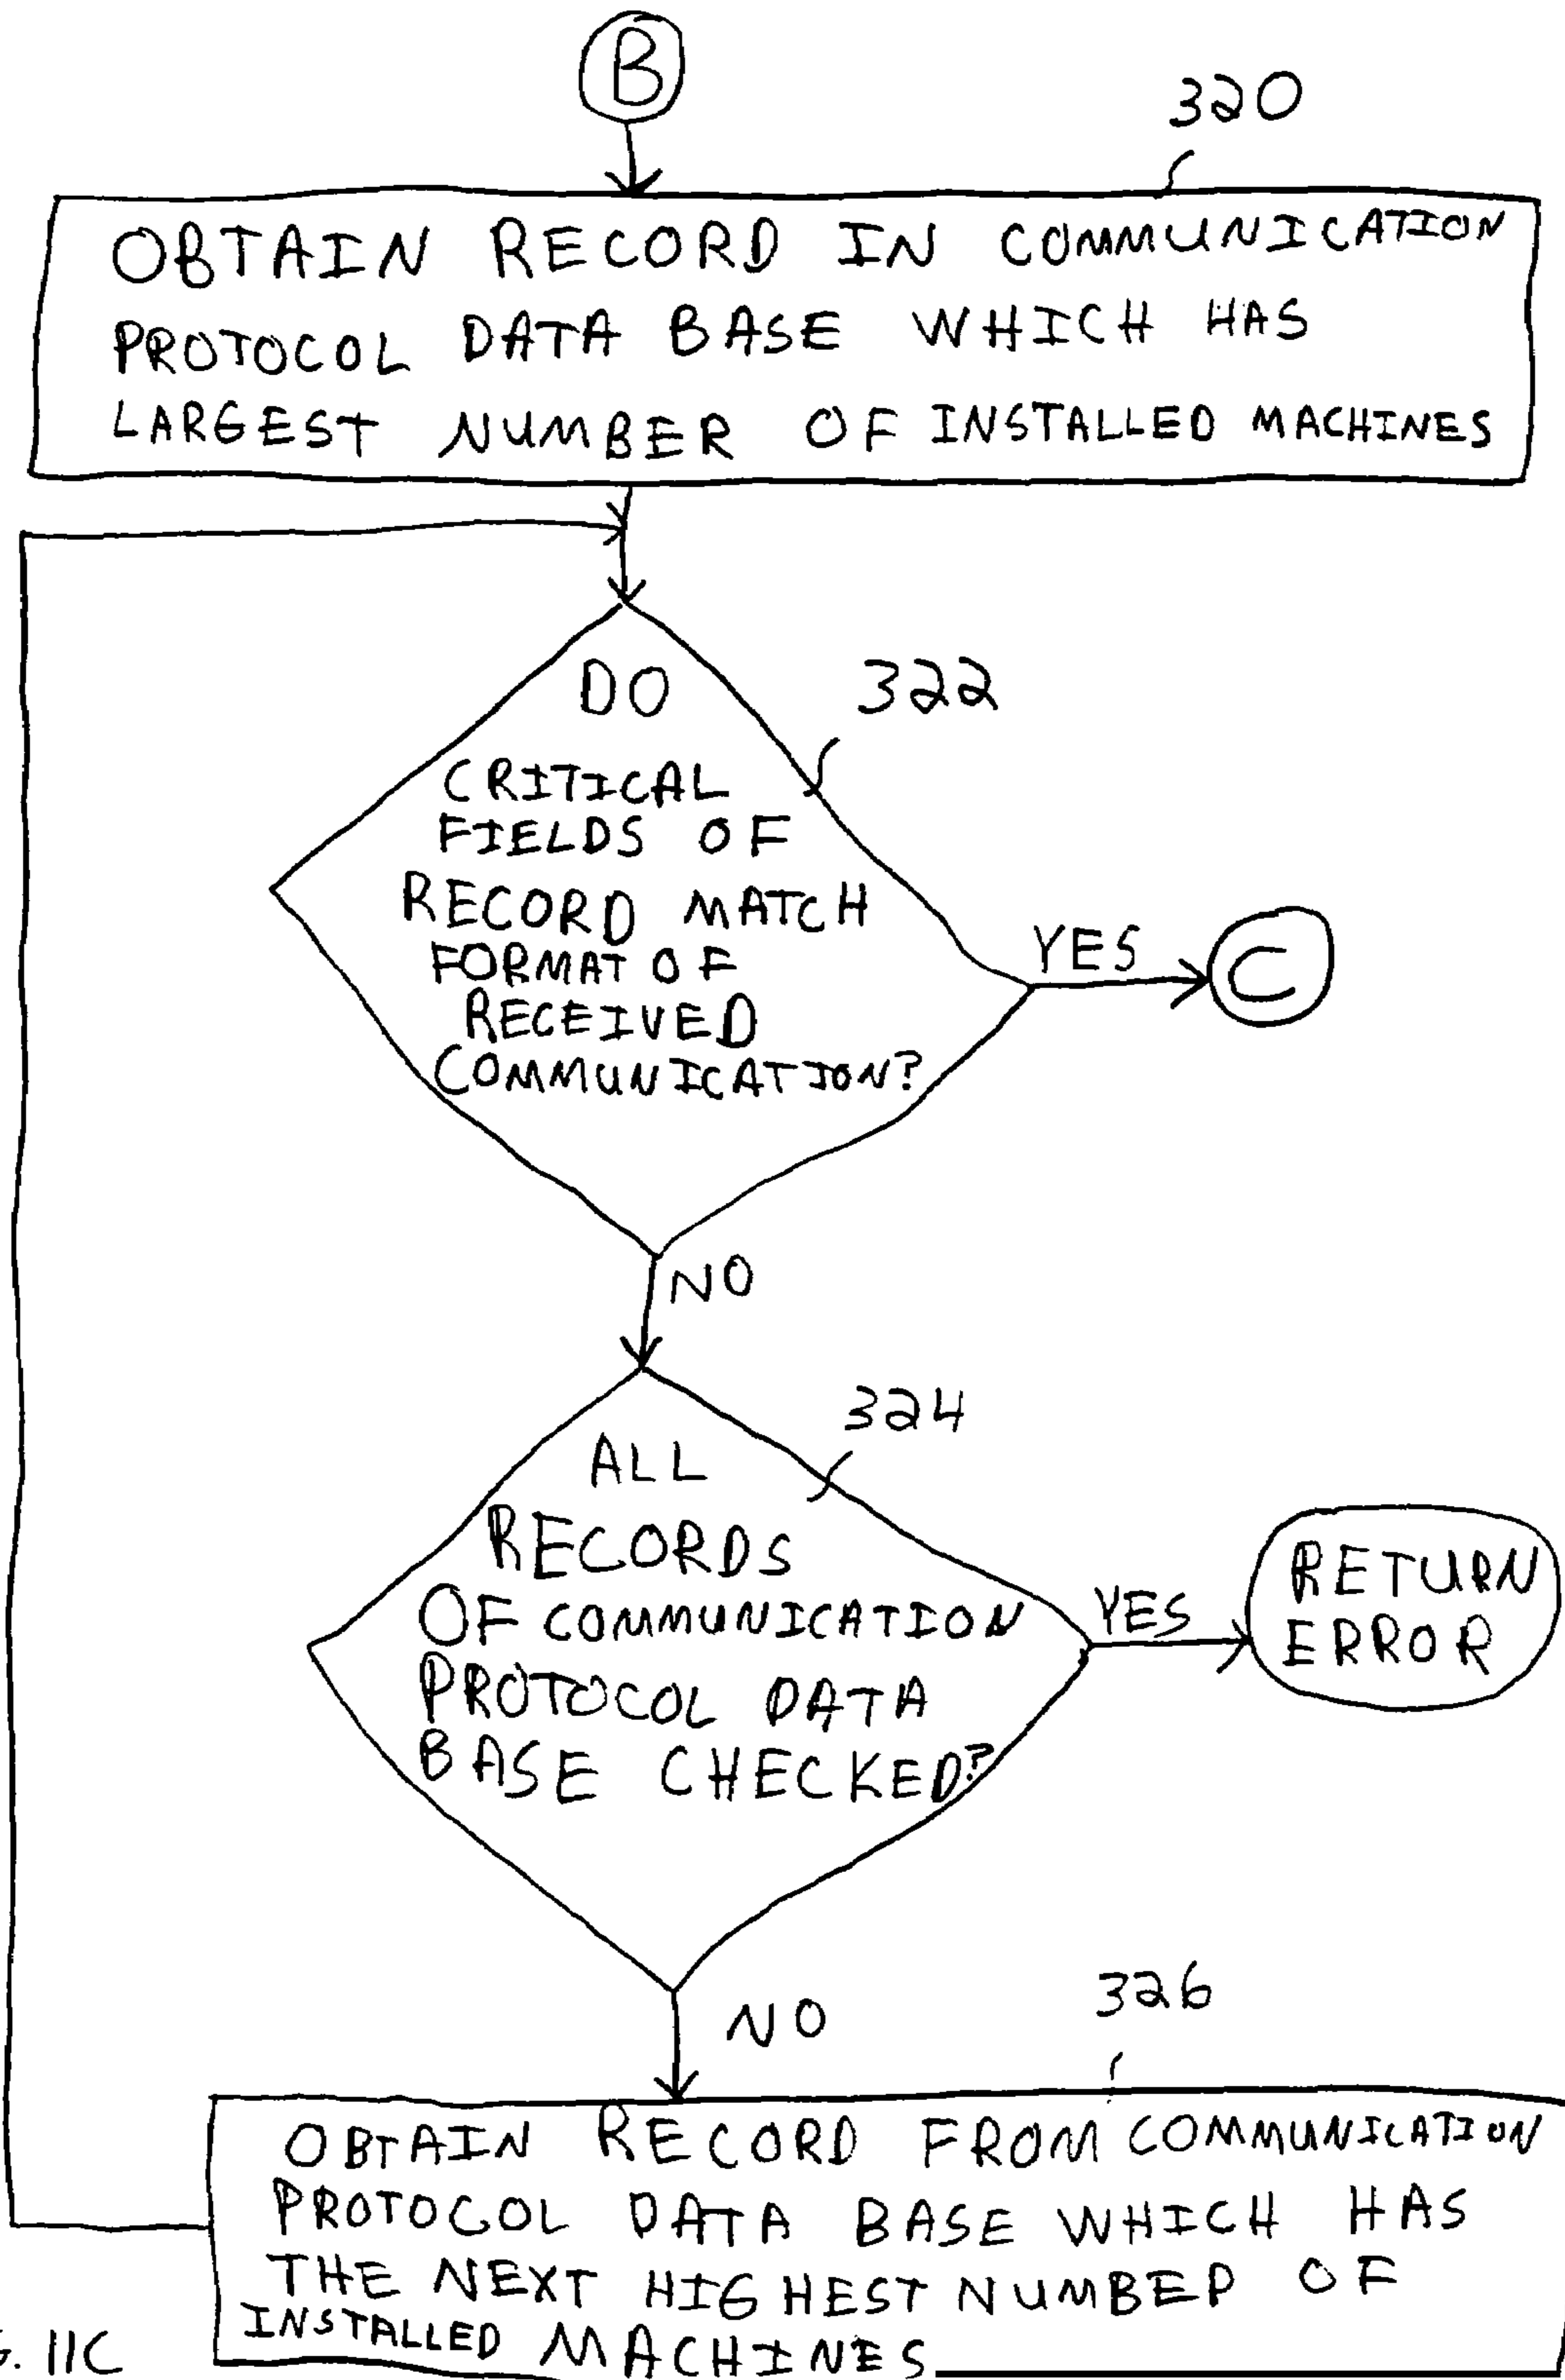 B
320
OBTAIN RECORD IN COMMUNICATION
PROTOCOL DATA BASE WHICH HAS
LARGEST NUMBER OF INSTALLED MACHINES
DO
322
CRITICAL
FIELDS OF
RECORD MATCH
FORMAT OF
RECEIVED
COMMUNICATION?
YES
C
NO
324
ALL
RECORDS
OF COMMUNICATION
PROTOCOL DATA
BASE CHECKED?
YES
RETURN
ERROR
NO
326
OBTAIN RECORD FROM COMMUNICATION
PROTOCOL DATA BASE WHICH HAS
THE NEXT HIGHEST NUMBER OF
INSTALLED MACHINES
G. 11C